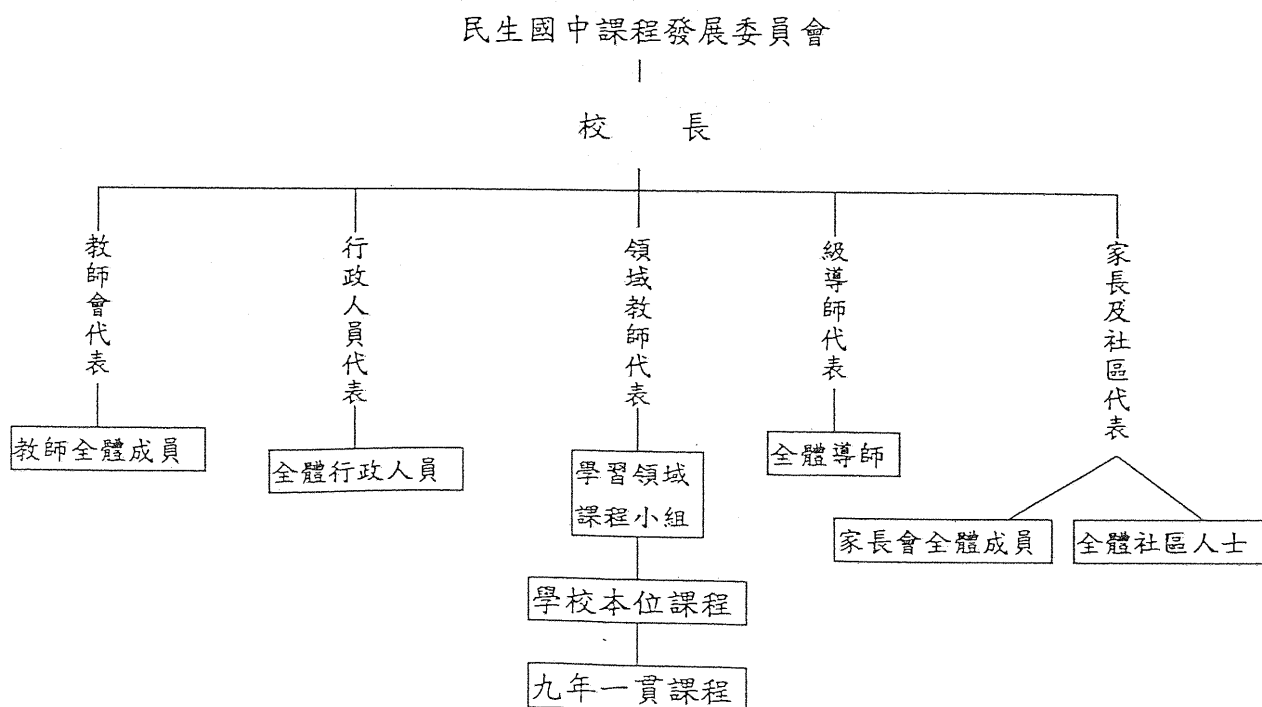 民生國中課程發展委員會
校長
教師會代表
行政人員代表
領域教師代表
級導師代表
家長及社區代表
教師全體成員
全體行政人員
學習領域
課程小組
全體導師
家長會全體成員
全體社區人士
學校本位課程
九年一貫課程